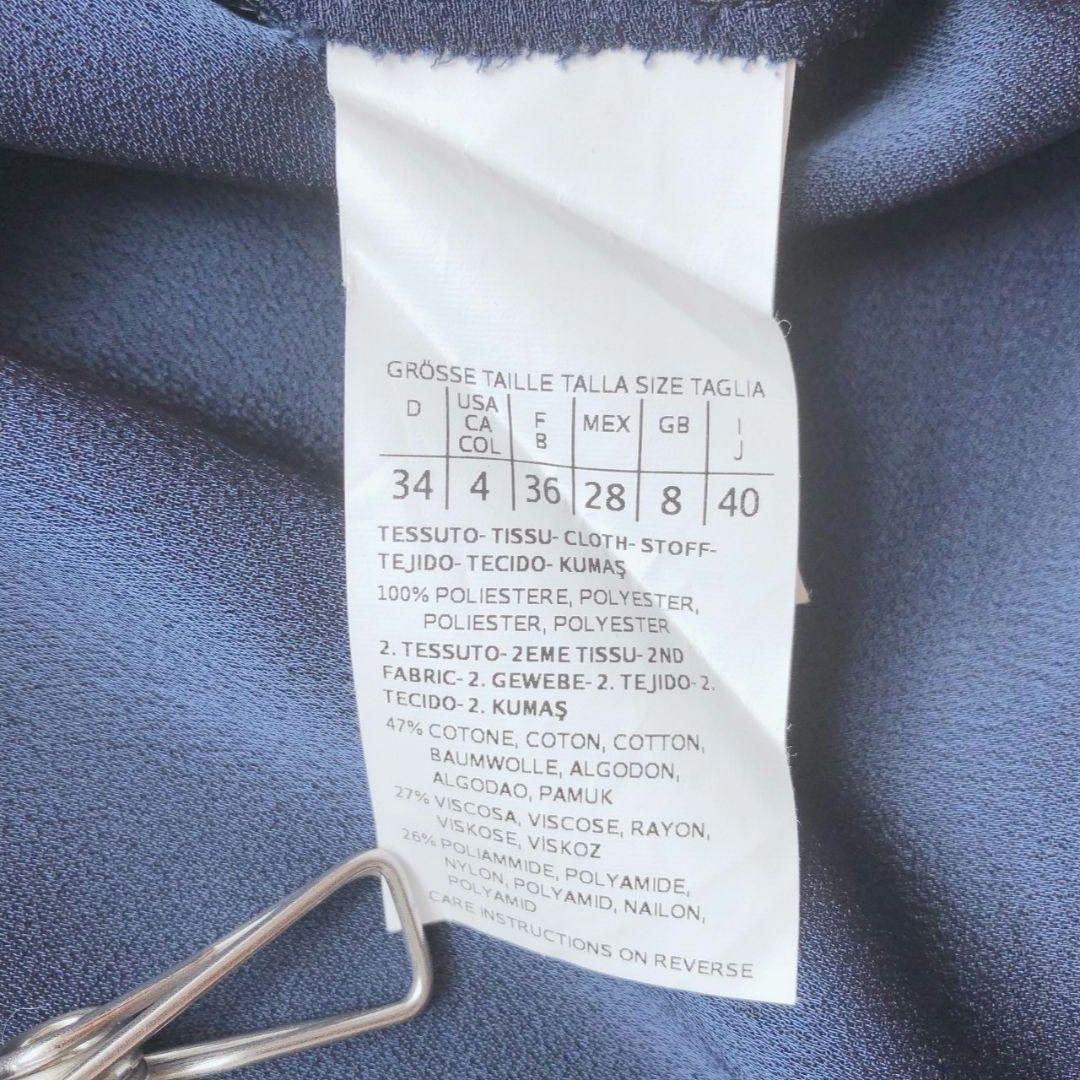 GRÖSSE TAILLE TALLA SIZE TAGLIA
D | USA CA COL | F B | MEX | GB | I J
34 | 4 | 36 | 28 | 8 | 40
TESSUTO- TISSU- CLOTH- STOFF-
TEJIDO- TECIDO- KUMAŞ
100% POLIESTERE, POLYESTER,
POLIESTER, POLYESTER
2. TESSUTO- 2EME TISSU- 2ND
FABRIC- 2. GEWEBE- 2. TEJIDO- 2.
TECIDO- 2. KUMAŞ
47% COTONE, COTON, COTTON,
BAUMWOLLE, ALGODON,
ALGODAO, PAMUK
27% VISCOSA, VISCOSE, RAYON,
VISKOSE, VİSKOZ
26% POLIAMMIDE, POLYAMIDE,
NYLON, POLYAMID, NAILON,
POLYAMID
CARE INSTRUCTIONS ON REVERSE